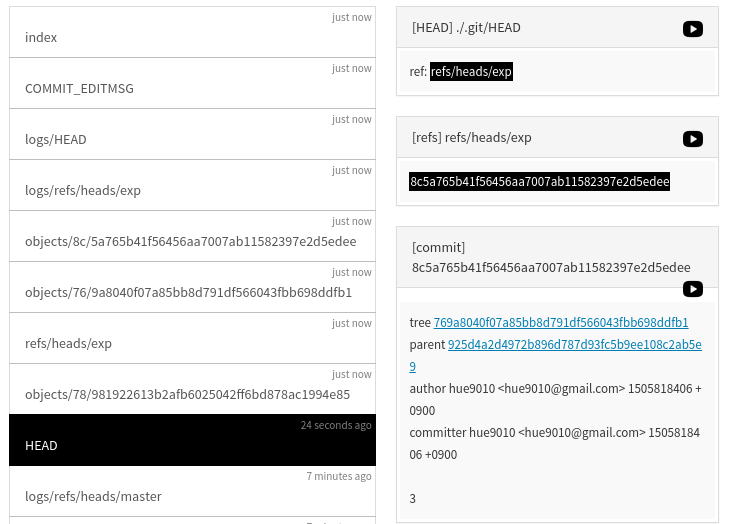 just now
index
just now
COMMIT_EDITMSG
just now
logs/HEAD
just now
logs/refs/heads/exp
just now
objects/8c/5a765b41f56456aa7007ab11582397e2d5edee
just now
objects/76/9a8040f07a85bb8d791df566043fbb698ddfb1
just now
refs/heads/exp
just now
objects/78/981922613b2afb6025042ff6bd878ac1994e85
24 seconds ago
HEAD
7 minutes ago
logs/refs/heads/master
[HEAD] ./.git/HEAD
ref: refs/heads/exp
[refs] refs/heads/exp
8c5a765b41f56456aa7007ab11582397e2d5edee
[commit]
8c5a765b41f56456aa7007ab11582397e2d5edee
tree 769a8040f07a85bb8d791df566043fbb698ddfb1
parent 925d4a2d4972b896d787d93fc5b9ee108c2ab5e
9
author hue9010 <hue9010@gmail.com> 1505818406 +
0900
committer hue9010 <hue9010@gmail.com> 15058184
06 +0900
3